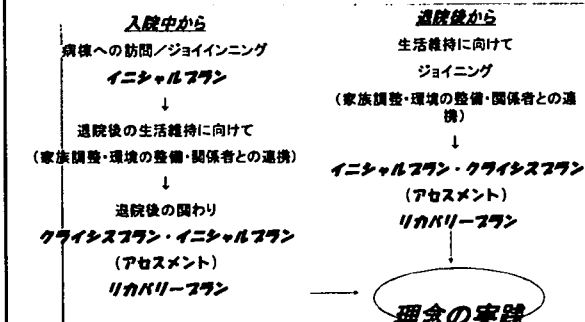 入院中から
病棟への訪問/ジョイインニング
イニシャルプラン
↓
退院後の生活維持に向けて
(家族調整・環境の整備・関係者との連携)
↓
退院後の関わり
クライシスプラン・イニシャルプラン
(アセスメント)
リカバリープラン
退院後から
生活維持に向けて
ジョイニング
(家族調整・環境の整備・関係者との連
携)
↓
イニシャルプラン・クライシスプラン
(アセスメント)
リカバリープラン
理念の実践